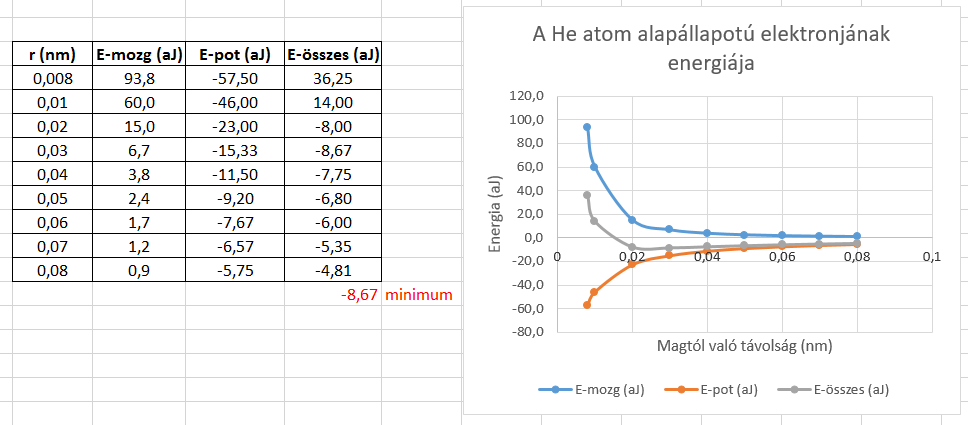 r (nm) E-mozg (aJ) E-pot (aJ) E-összes (aJ)
0,008 93,8 -57,50 36,25
0,01 60,0 -46,00 14,00
0,02 15,0 -23,00 -8,00
0,03 6,7 -15,33 -8,67
0,04 3,8 -11,50 -7,75
0,05 2,4 -9,20 -6,80
0,06 1,7 -7,67 -6,00
0,07 1,2 -6,57 -5,35
0,08 0,9 -5,75 -4,81
-8,67 minimum
A He atom alapállapotú elektronjának
energiája
120,0
100,0
80,0
60,0
40,0
20,0
0,0
-20,0
-40,0
-60,0
-80,0
Energia (aJ)
0 0,02 0,04 0,06 0,08 0,1
Magtól való távolság (nm)
E-mozg (aJ) E-pot (aJ) E-összes (aJ)